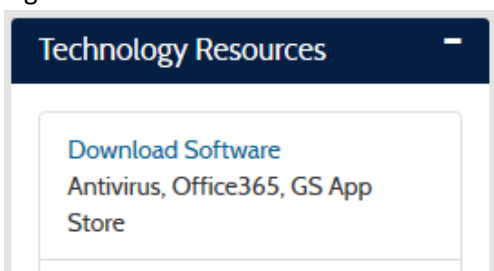 Technology Resources
Download Software
Antivirus, Office365, GS App
Store